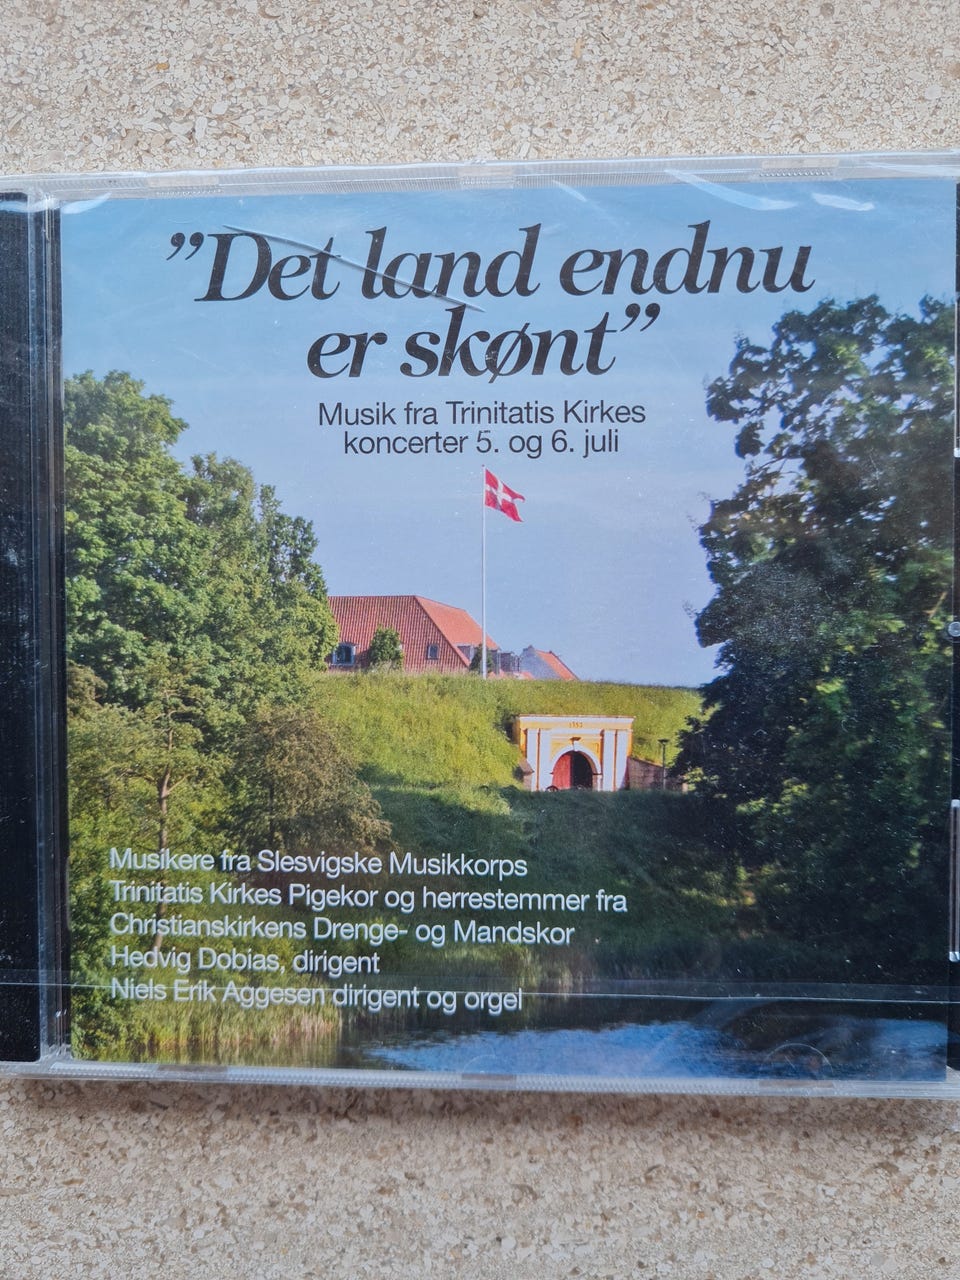 ”Det land endnu
er skønt”
Musik fra Trinitatis Kirkes
koncerter 5. og 6. juli
Musikere fra Slesvigske Musikkorps
Trinitatis Kirkes Pigekor og herrestemmer fra
Christianskirkens Drenge- og Mandskor
Hedvig Dobias, dirigent
Niels Erik Aggesen dirigent og orgel